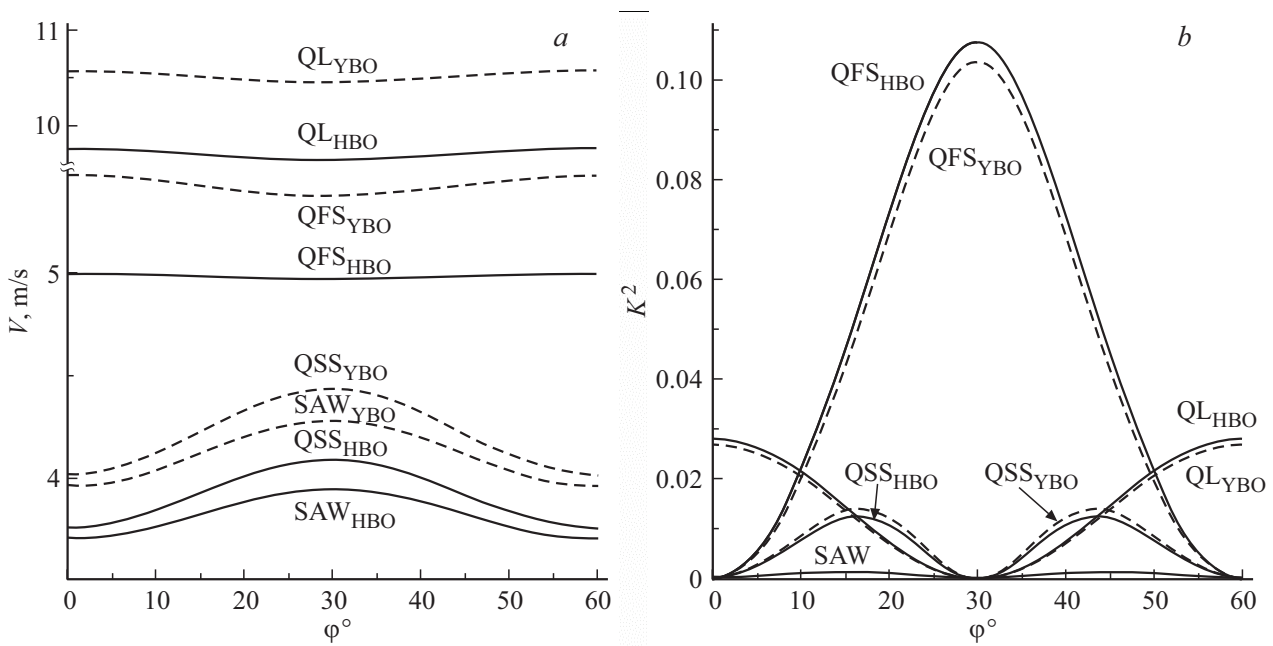 a
11
QL_YBO
10
QL_HBO
QFS_YBO
QFS_HBO
5
V, m/s
QSS_YBO
SAW_YBO
QSS_HBO
4
SAW_HBO
0 10 20 30 40 50 60
φ°
b
0.10
QFS_HBO
QFS_YBO
0.08
0.06
K²
0.04
QL_HBO
0.02
QSS_HBO
QSS_YBO
QL_YBO
SAW
0
0 10 20 30 40 50 60
φ°